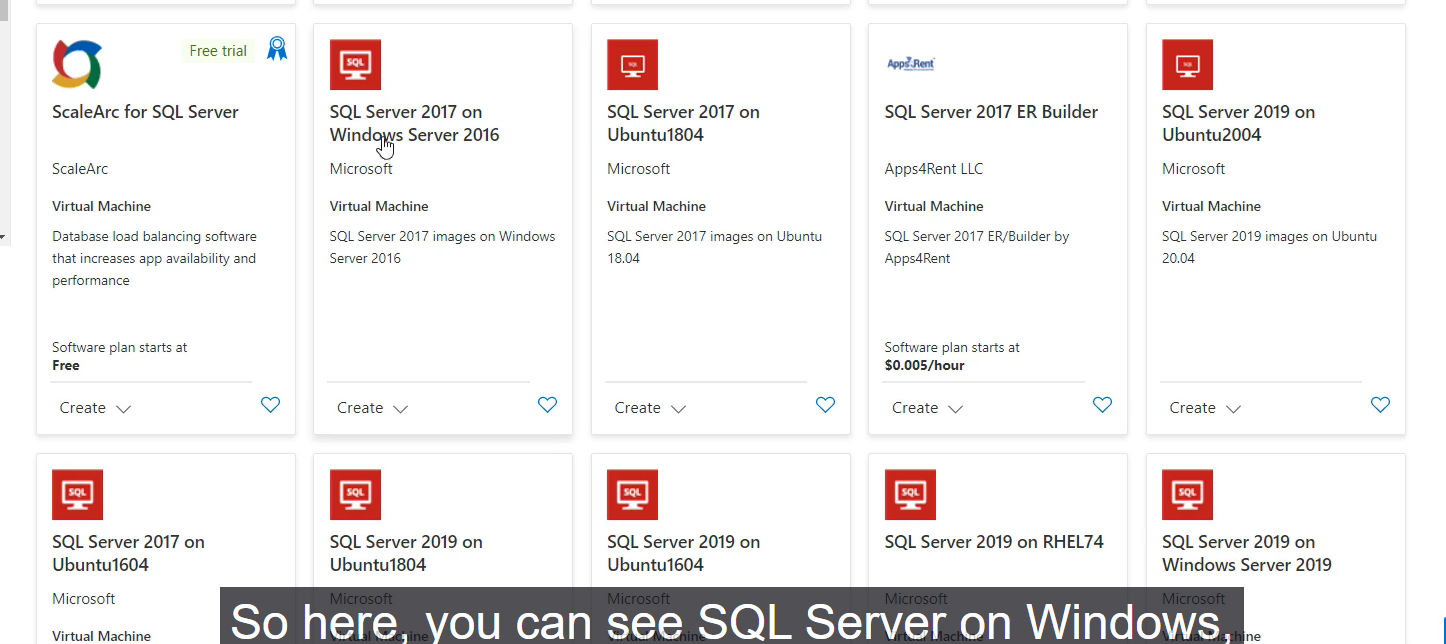 Free trial
ScaleArc for SQL Server
ScaleArc
Virtual Machine
Database load balancing software
that increases app availability and
performance
Software plan starts at
Free
Create
SQL
SQL Server 2017 on
Windows Server 2016
Microsoft
Virtual Machine
SQL Server 2017 images on Windows
Server 2016
Create
SQL
SQL Server 2017 on
Ubuntu1804
Microsoft
Virtual Machine
SQL Server 2017 images on Ubuntu
18.04
Create
Apps4Rent
SQL Server 2017 ER Builder
Apps4Rent LLC
Virtual Machine
SQL Server 2017 ER/Builder by
Apps4Rent
Software plan starts at
$0.005/hour
Create
SQL
SQL Server 2019 on
Ubuntu2004
Microsoft
Virtual Machine
SQL Server 2019 images on Ubuntu
20.04
Create
SQL
SQL Server 2017 on
Ubuntu1604
Microsoft
Virtual Machine
SQL
SQL Server 2019 on
Ubuntu1804
Microsoft
Virtual Machine
SQL
SQL Server 2019 on
Ubuntu1604
Microsoft
Virtual Machine
SQL
SQL Server 2019 on RHEL74
Microsoft
Virtual Machine
SQL
SQL Server 2019 on
Windows Server 2019
Microsoft
Virtual Machine
So here, you can see SQL Server on Windows,